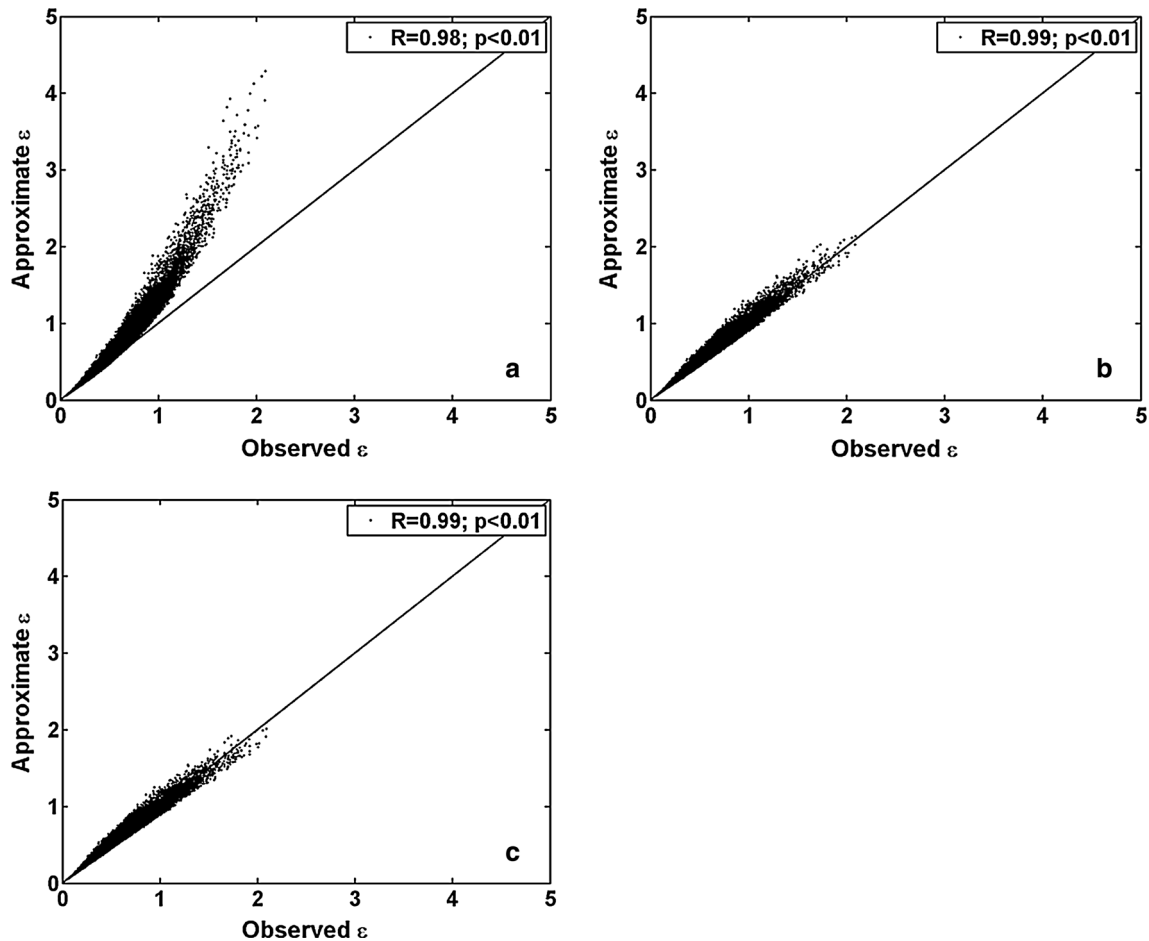 R=0.98; p<0.01
5
4
3
2
1
0
Approximate ε
0 1 2 3 4 5
Observed ε
a
R=0.99; p<0.01
5
4
3
2
1
0
Approximate ε
0 1 2 3 4 5
Observed ε
b
R=0.99; p<0.01
5
4
3
2
1
0
Approximate ε
0 1 2 3 4 5
Observed ε
c